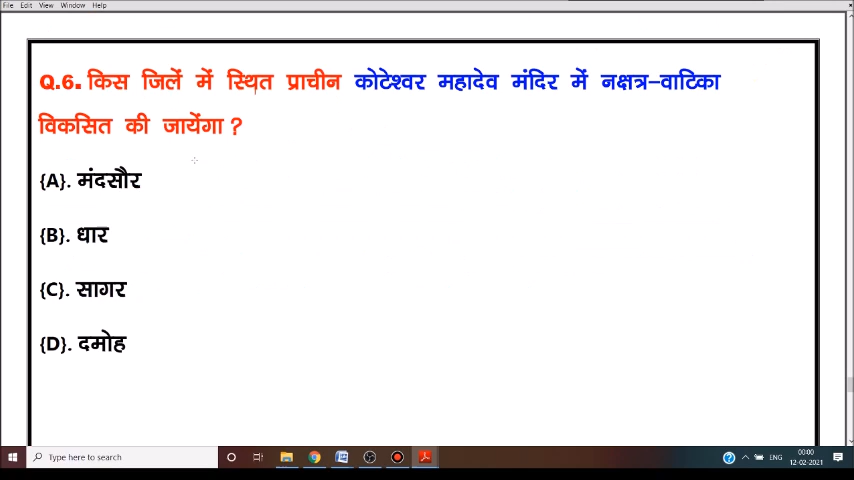 File Edit View Window Help
Q.6. किस जिलें में स्थित प्राचीन कोटेश्वर महादेव मंदिर में नक्षत्र-वाटिका
विकसित की जायेंगा ?
{A}. मंदसौर
{B}. धार
{C}. सागर
{D}. दमोह
Type here to search
ENG
00:00
12-02-2021